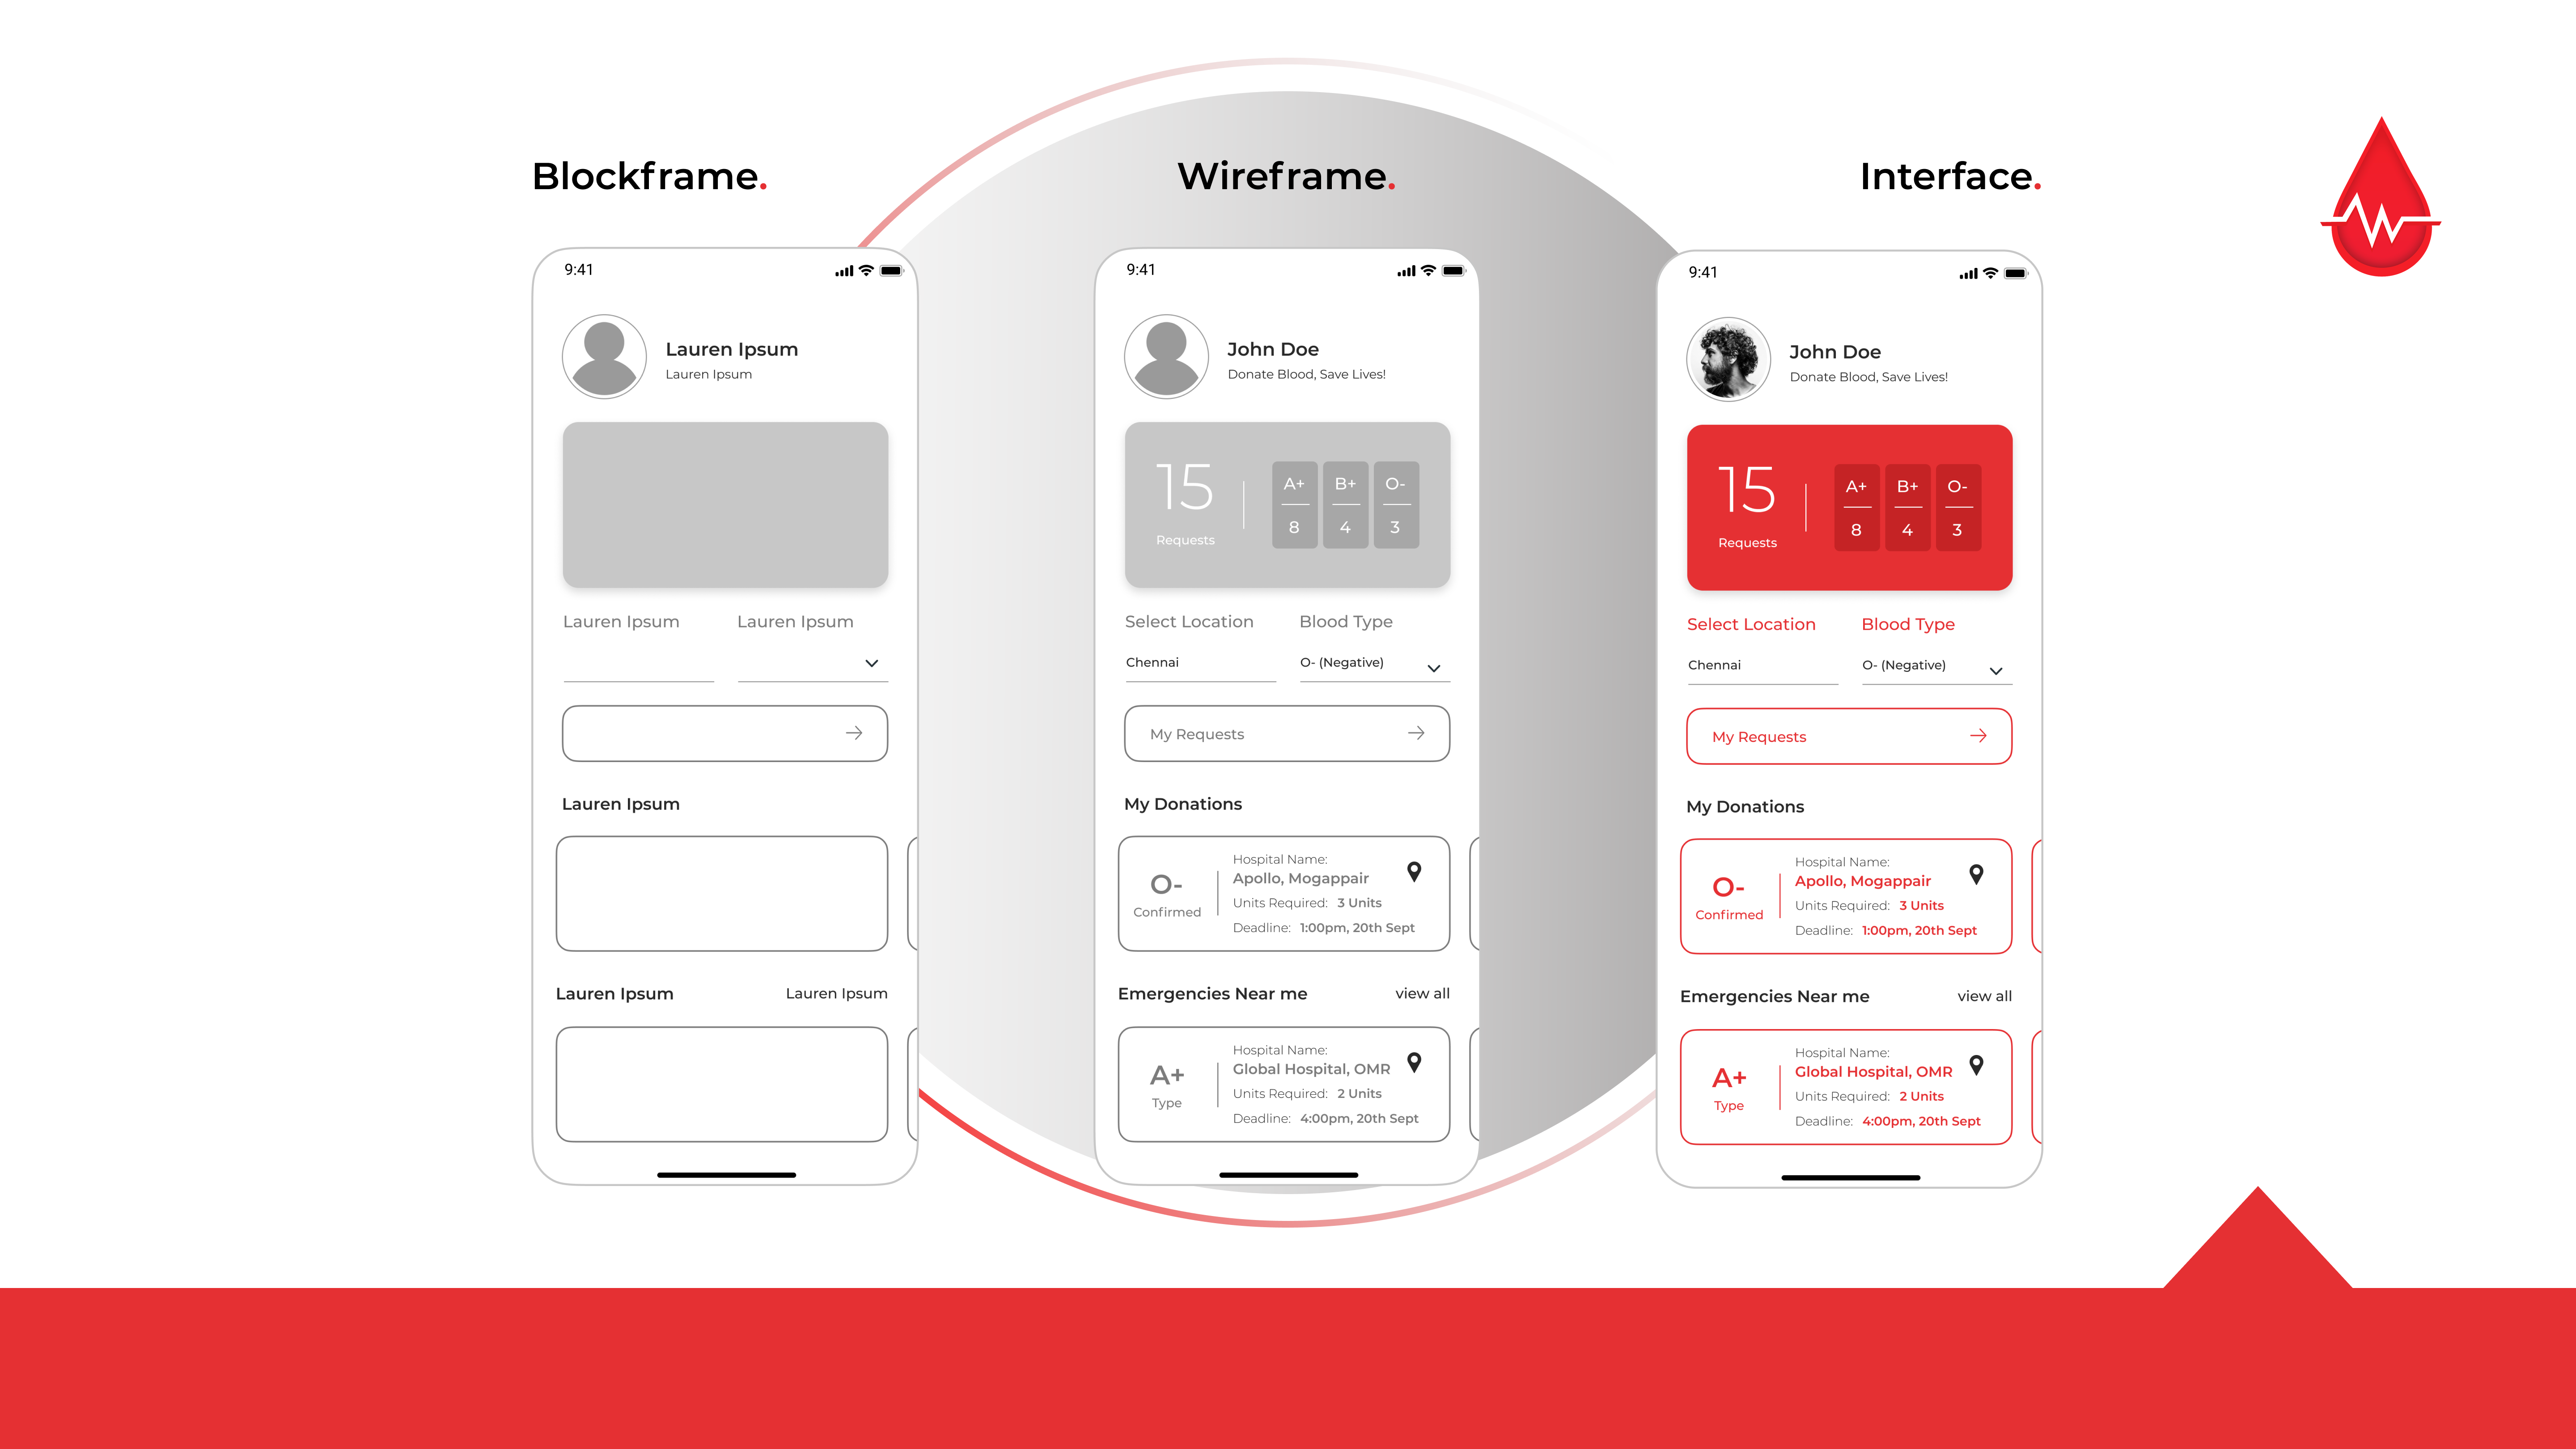 Blockframe.
Wireframe.
Interface.
9:41
Lauren Ipsum
Lauren Ipsum
Lauren Ipsum
Lauren Ipsum
Lauren Ipsum
Lauren Ipsum
Lauren Ipsum
9:41
John Doe
Donate Blood, Save Lives!
15
Requests
A+
8
B+
4
O-
3
Select Location
Blood Type
Chennai
O- (Negative)
My Requests
My Donations
O-
Confirmed
Hospital Name:
Apollo, Mogappair
Units Required: 3 Units
Deadline: 1:00pm, 20th Sept
Emergencies Near me
view all
A+
Type
Hospital Name:
Global Hospital, OMR
Units Required: 2 Units
Deadline: 4:00pm, 20th Sept
9:41
John Doe
Donate Blood, Save Lives!
15
Requests
A+
8
B+
4
O-
3
Select Location
Blood Type
Chennai
O- (Negative)
My Requests
My Donations
O-
Confirmed
Hospital Name:
Apollo, Mogappair
Units Required: 3 Units
Deadline: 1:00pm, 20th Sept
Emergencies Near me
view all
A+
Type
Hospital Name:
Global Hospital, OMR
Units Required: 2 Units
Deadline: 4:00pm, 20th Sept